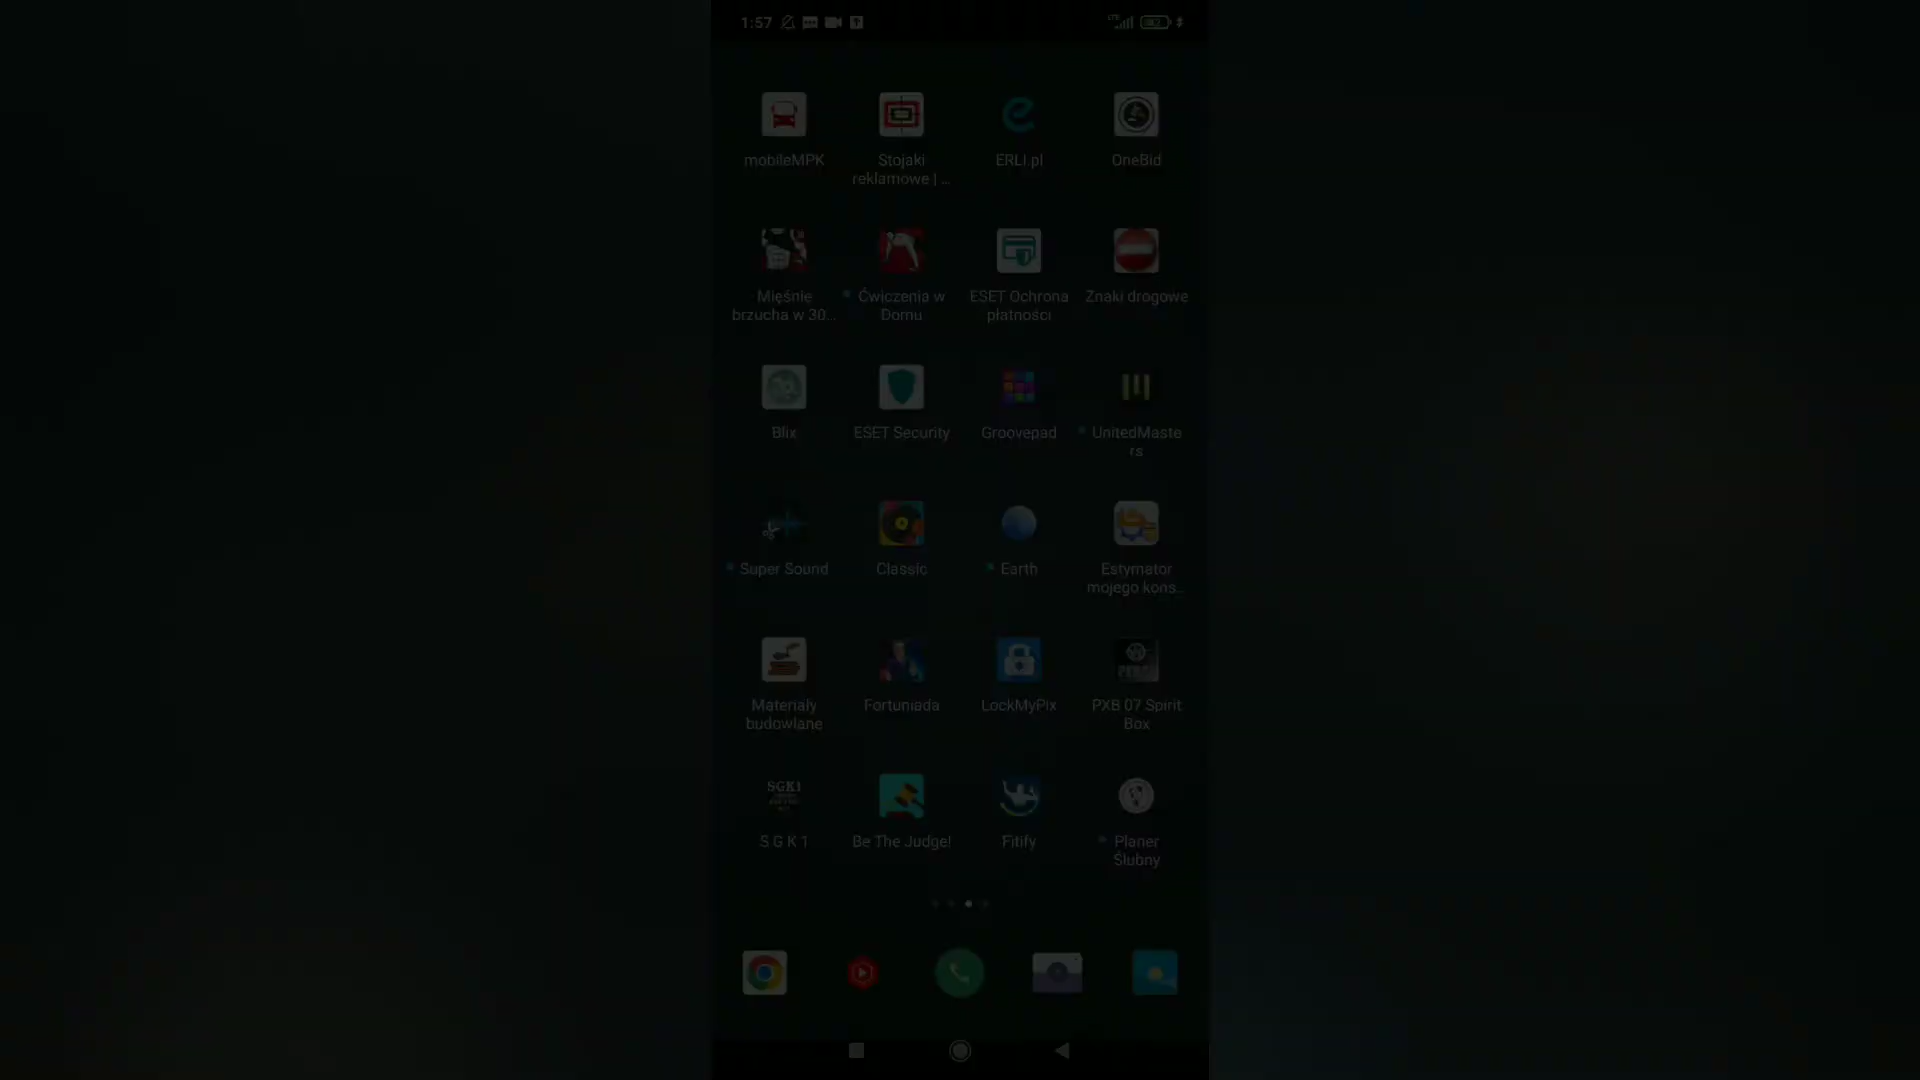 1:57
mobileMPK
Stojaki
reklamowe | ...
ERLI.pl
OneBid
Mięśnie
brzucha w 30...
Ćwiczenia w
Domu
ESET Ochrona
płatności
Znaki drogowe
Blix
ESET Security
Groovepad
UnitedMaste
rs
Super Sound
Classic
Earth
Estymator
mojego kons...
Materiały
budowlane
Fortuniada
LockMyPix
PXB 07 Spirit
Box
SGK1
S G K 1
Be The Judge!
Fitify
Planer
Ślubny